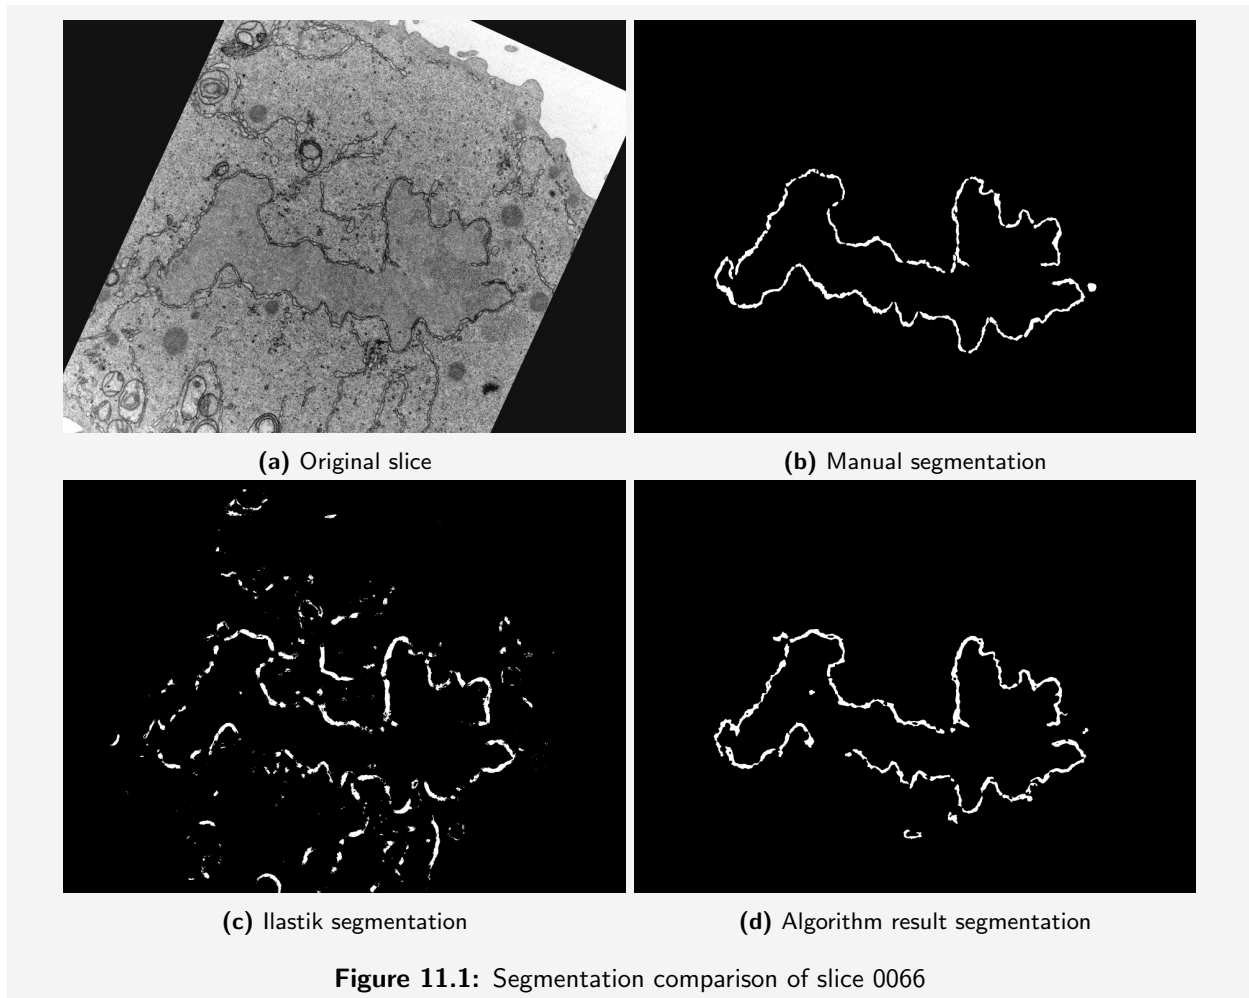 (a) Original slice
(b) Manual segmentation
(c) Ilastik segmentation
(d) Algorithm result segmentation
Figure 11.1: Segmentation comparison of slice 0066